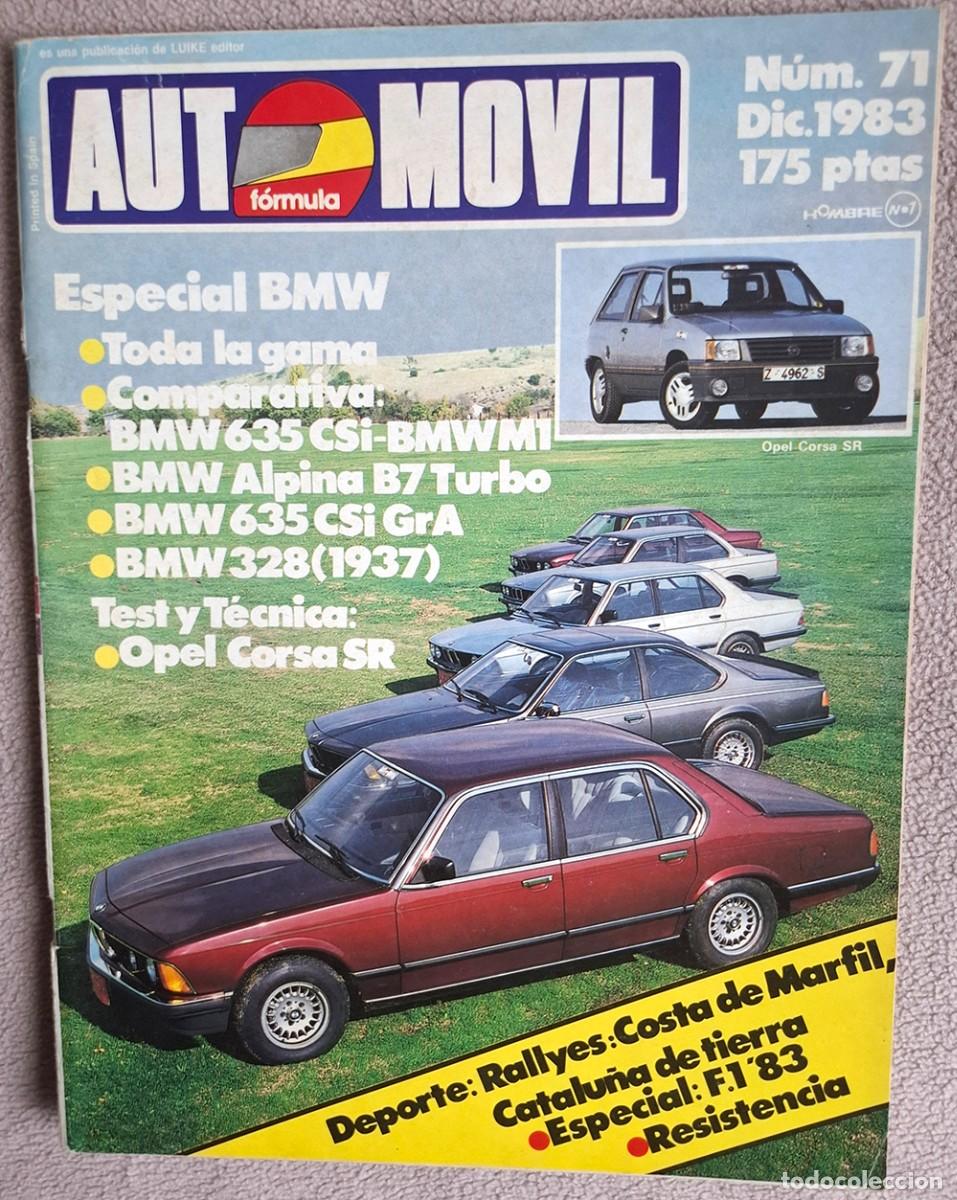 es una publicación de LUIKE editor
Printed in Spain
AUTOMOVIL
fórmula
Núm. 71
Dic.1983
175 ptas
HOMBRE Nº1
Especial BMW
Toda la gama
Comparativa:
BMW 635 CSi-BMW M1
BMW Alpina B7 Turbo
BMW 635 CSi GrA
BMW 328 (1937)
Test y Técnica:
Opel Corsa SR
Z-4962-S
Opel Corsa SR
Deporte: Rallyes: Costa de Marfil,
Cataluña de tierra
Especial: F.1 '83
Resistencia
todocoleccion